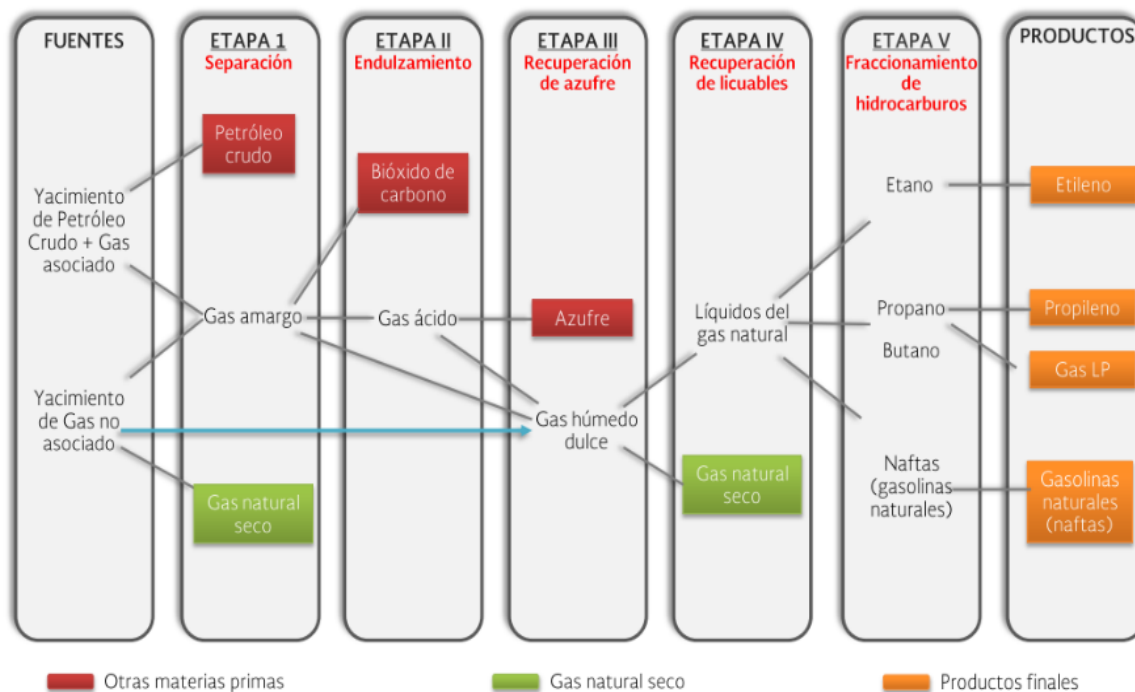 FUENTES
Yacimiento
de Petróleo
Crudo + Gas
asociado
Yacimiento
de Gas no
asociado
ETAPA 1
Separación
Petróleo
crudo
Gas amargo
Gas natural
seco
ETAPA II
Endulzamiento
Bióxido de
carbono
Gas ácido
ETAPA III
Recuperación
de azufre
Azufre
Gas húmedo
dulce
ETAPA IV
Recuperación
de licuables
Líquidos del
gas natural
Gas natural
seco
ETAPA V
Fraccionamiento
de
hidrocarburos
Etano
Propano
Butano
Naftas
(gasolinas
naturales)
PRODUCTOS
Etileno
Propileno
Gas LP
Gasolinas
naturales
(naftas)
Otras materias primas
Gas natural seco
Productos finales